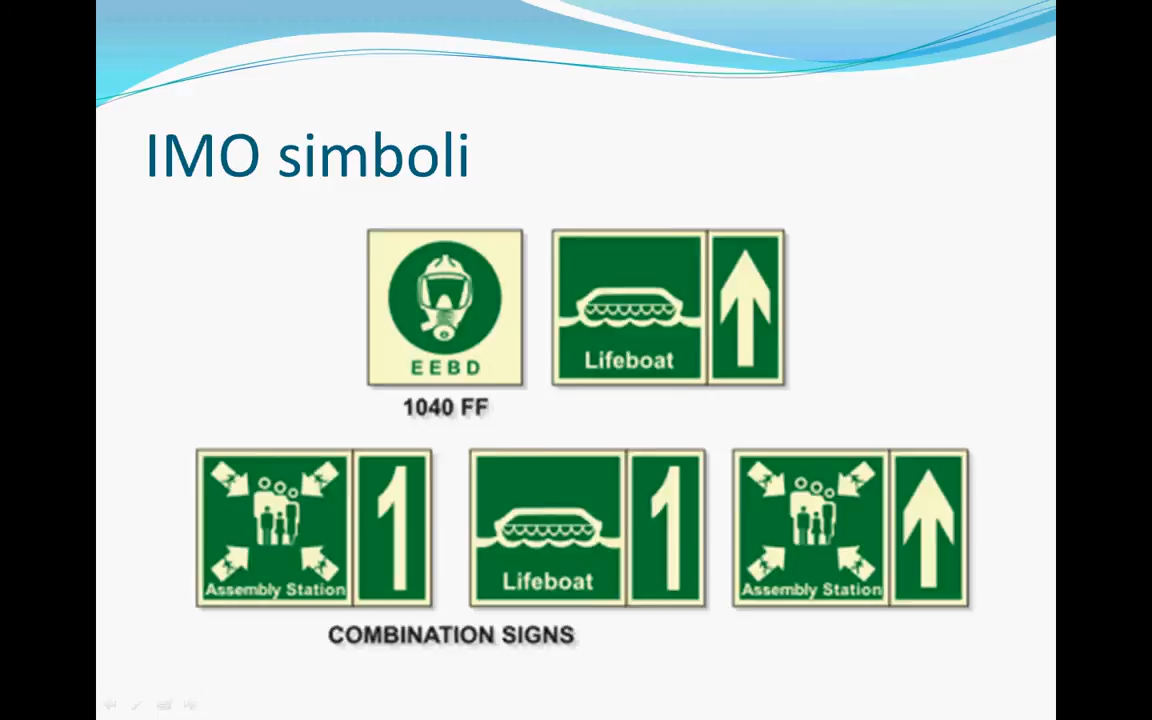 IMO simboli
EEBD
Lifeboat
1040 FF
1
1
Assembly Station
Lifeboat
Assembly Station
COMBINATION SIGNS